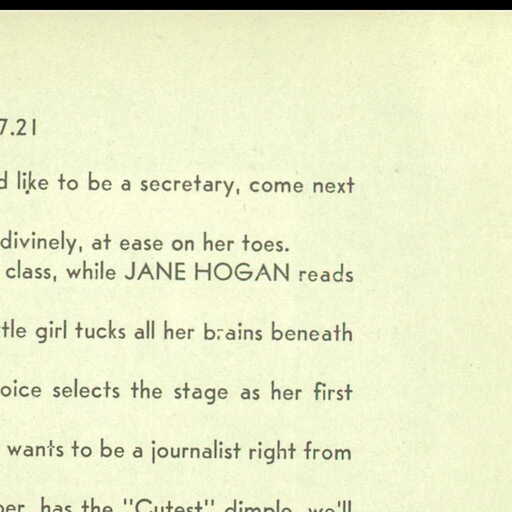 7.21
d like to be a secretary, come next
divinely, at ease on her toes.
class, while JANE HOGAN reads
tle girl tucks all her brains beneath
oice selects the stage as her first
wants to be a journalist right from
per, has the "Cutest" dimple, we'll